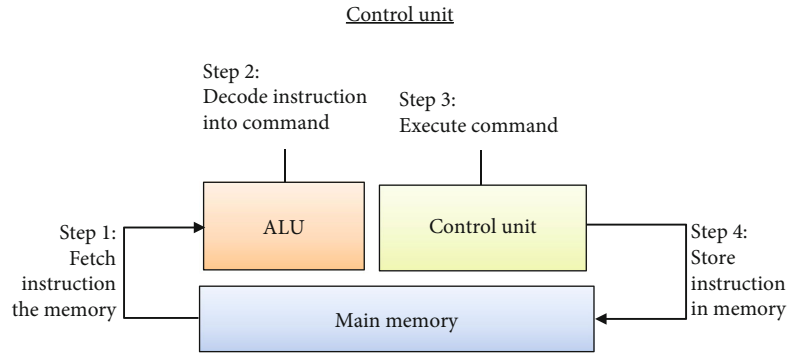 Control unit
Step 2:
Decode instruction
into command
Step 3:
Execute command
ALU
Control unit
Step 1:
Fetch
instruction
the memory
Step 4:
Store
instruction
in memory
Main memory